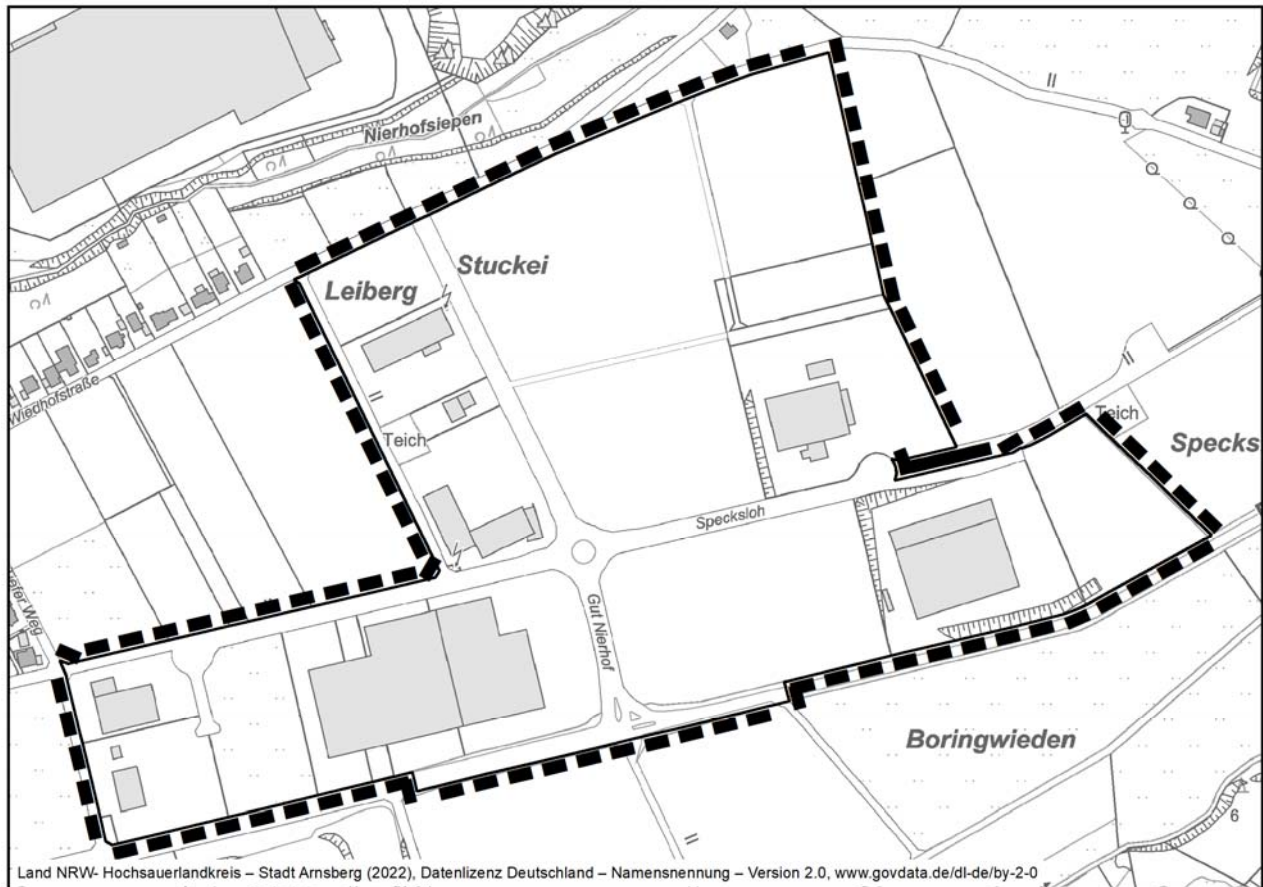 Nierhofsiepen
Stuckei
Leiberg
Wiedhofstraße
Teich
Teich
Specks
Specksloh
Gut Nierhof
Boringwieden
6
Land NRW- Hochsauerlandkreis – Stadt Arnsberg (2022), Datenlizenz Deutschland – Namensnennung – Version 2.0, www.govdata.de/dl-de/by-2-0